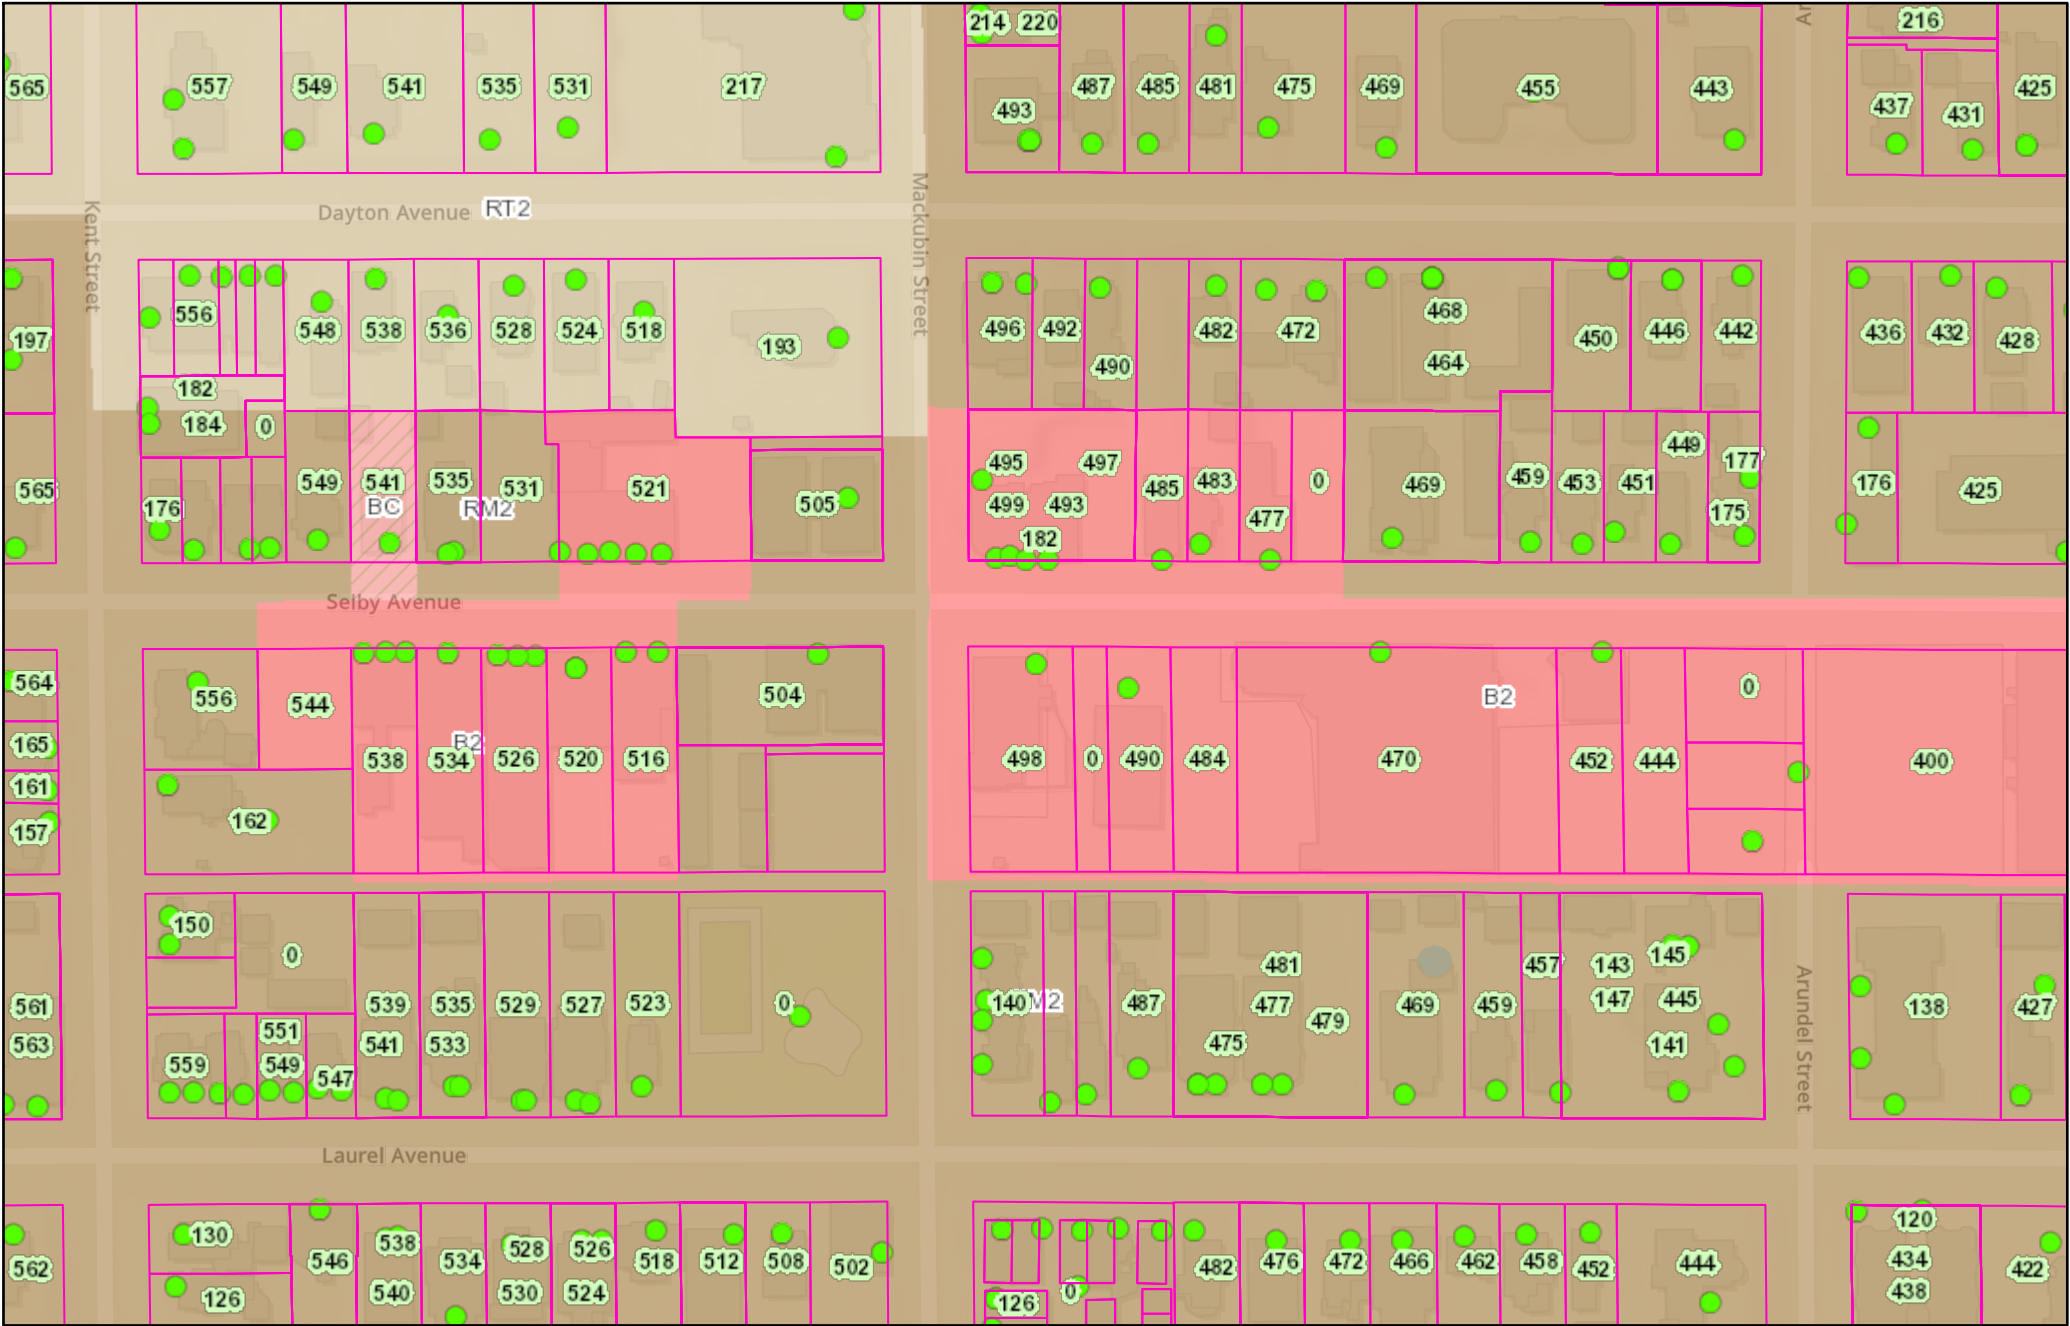 214 220
216
565 557 549 541 535 531 217 487 485 481 475 469 455 443 425
493 437 431
Dayton Avenue RT2
Kent Street
Mackubin Street
556
197 548 538 536 528 524 518 193 496 492 490 482 472 468 450 446 442 436 432 428
464
182
184 0
565 176 549 541 535 531 521 505
BC RM2
495 497 485 483 477 0 469 459 453 451 449 177 176 425
499 493 175
182
Selby Avenue
564 556 544 504 0
165 B2 B2
538 534 526 520 516 498 0 490 484 470 452 444 400
161
162
157
150
0 481 457 143 145
561 539 535 529 527 523 0 140 M2 487 477 469 459 147 445 138 427
563 551 541 533 475 479 141
559 549 547
Arundel Street
Laurel Avenue
130 538 528 526 120
562 546 534 518 512 508 502 482 476 472 466 462 458 452 444 434 422
126 540 530 524 126 0 438